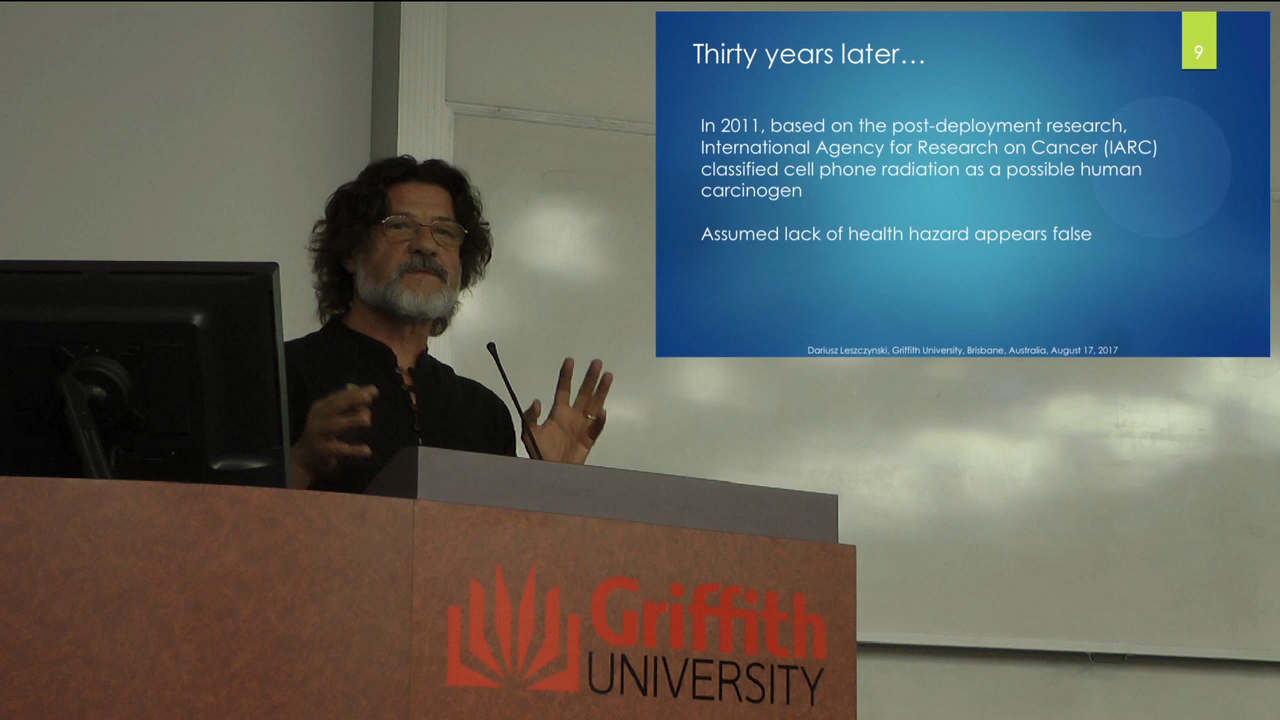 Thirty years later…
9
In 2011, based on the post-deployment research,
International Agency for Research on Cancer (IARC)
classified cell phone radiation as a possible human
carcinogen
Assumed lack of health hazard appears false
Dariusz Leszczynski, Griffith University, Brisbane, Australia, August 17, 2017
Griffith
UNIVERSITY